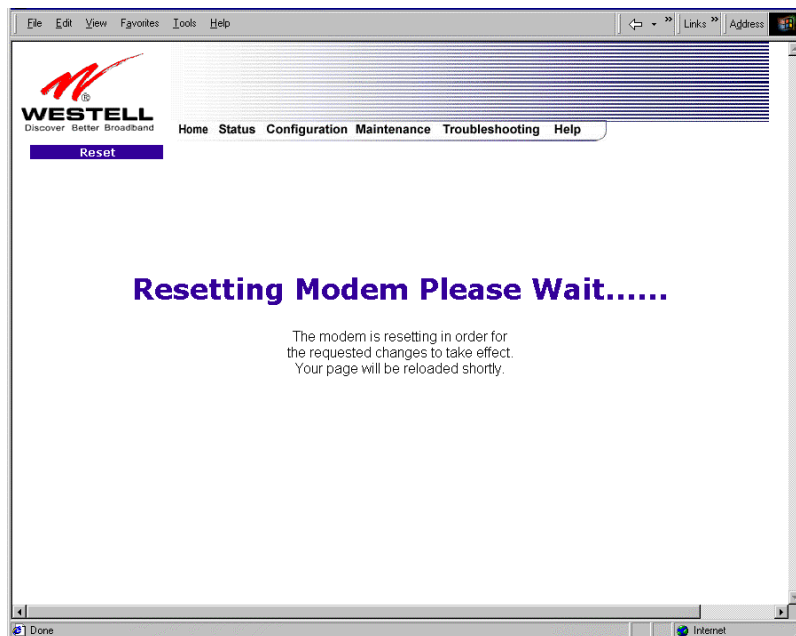 File Edit View Favorites Tools Help Links » Address
WESTELL
Discover Better Broadband
Home Status Configuration Maintenance Troubleshooting Help
Reset
Resetting Modem Please Wait......
The modem is resetting in order for
the requested changes to take effect.
Your page will be reloaded shortly.
Done Internet